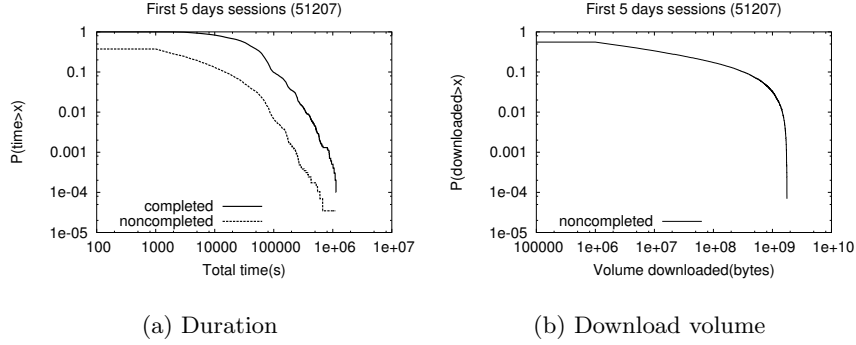 First 5 days sessions (51207)
1
0.1
0.01
0.001
1e-04
1e-05
P(time>x)
completed
noncompleted
100 1000 10000 100000 1e+06 1e+07
Total time(s)
(a) Duration
First 5 days sessions (51207)
1
0.1
0.01
0.001
1e-04
1e-05
P(downloaded>x)
noncompleted
100000 1e+06 1e+07 1e+08 1e+09 1e+10
Volume downloaded(bytes)
(b) Download volume